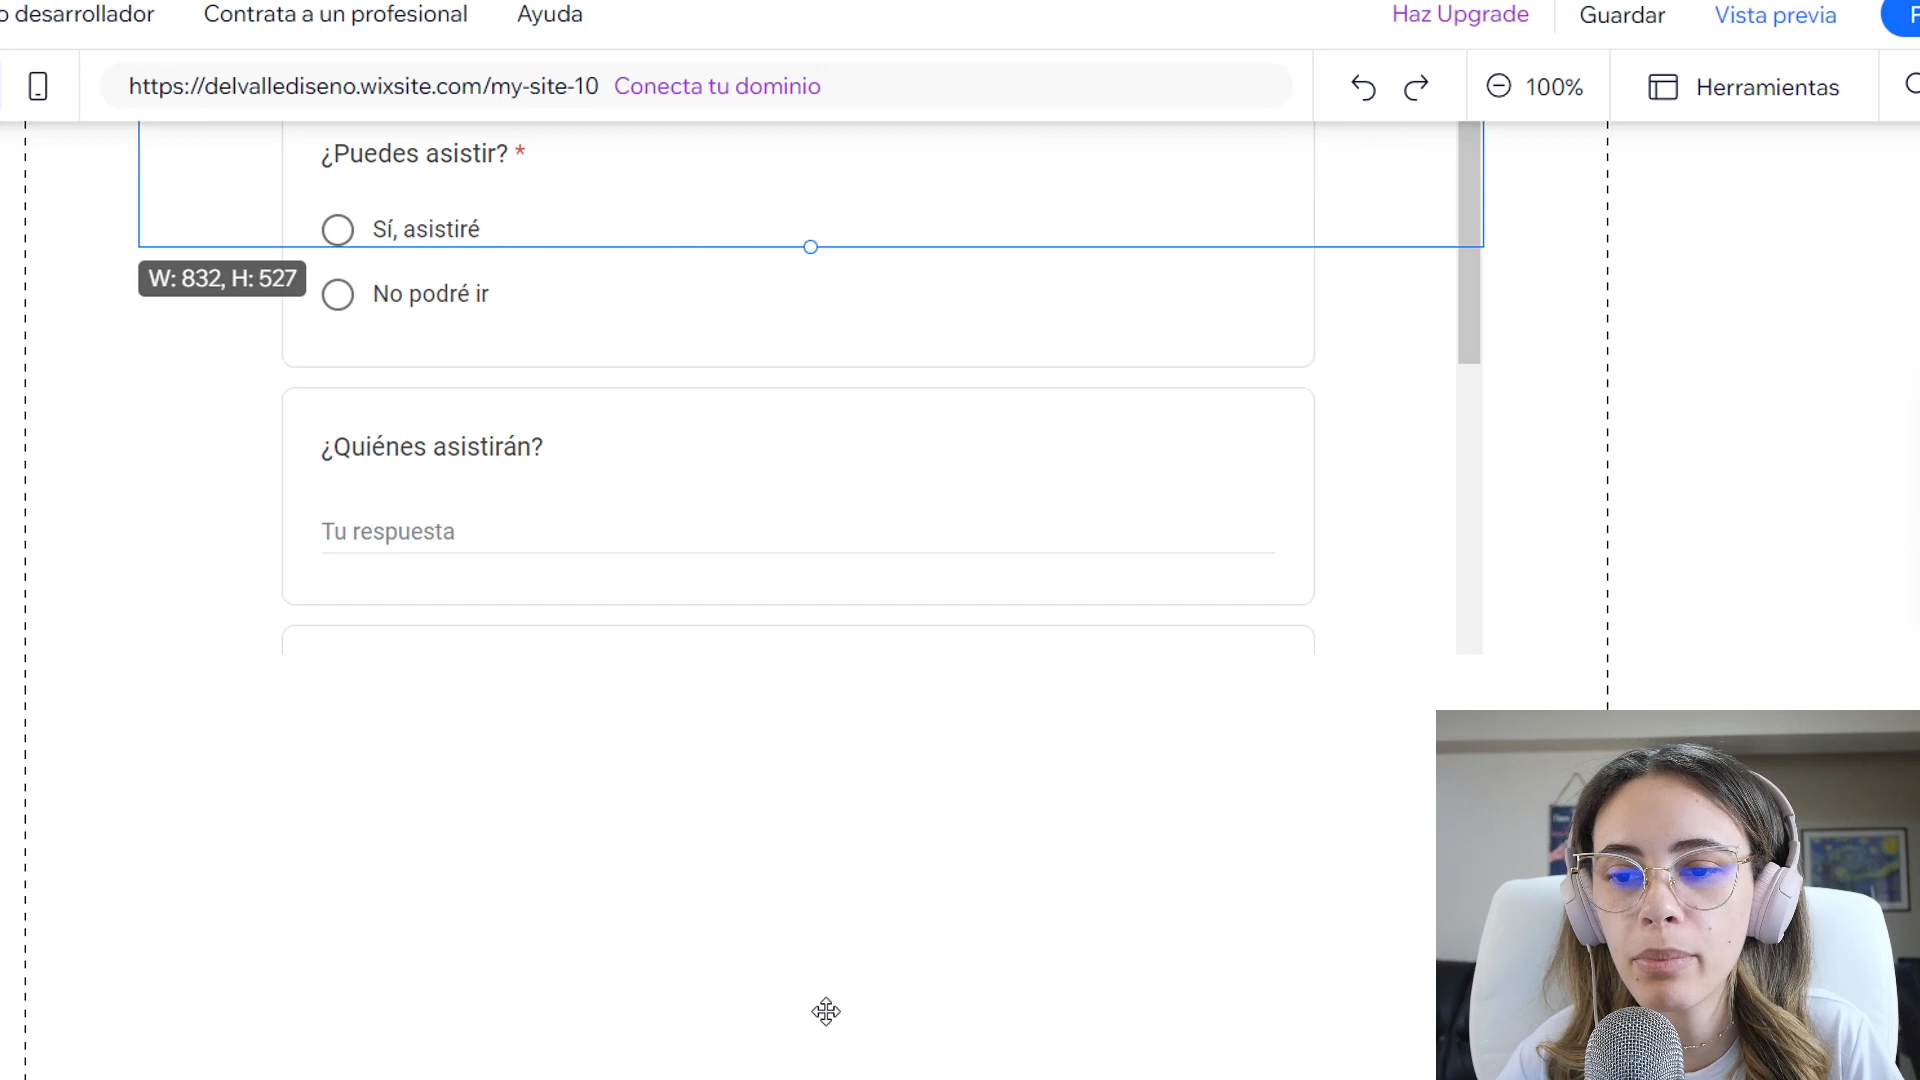 o desarrollador Contrata a un profesional Ayuda Haz Upgrade Guardar Vista previa
https://delvallediseno.wixsite.com/my-site-10 Conecta tu dominio 100% Herramientas
¿Puedes asistir? *
Sí, asistiré
W: 832, H: 527
No podré ir
¿Quiénes asistirán?
Tu respuesta